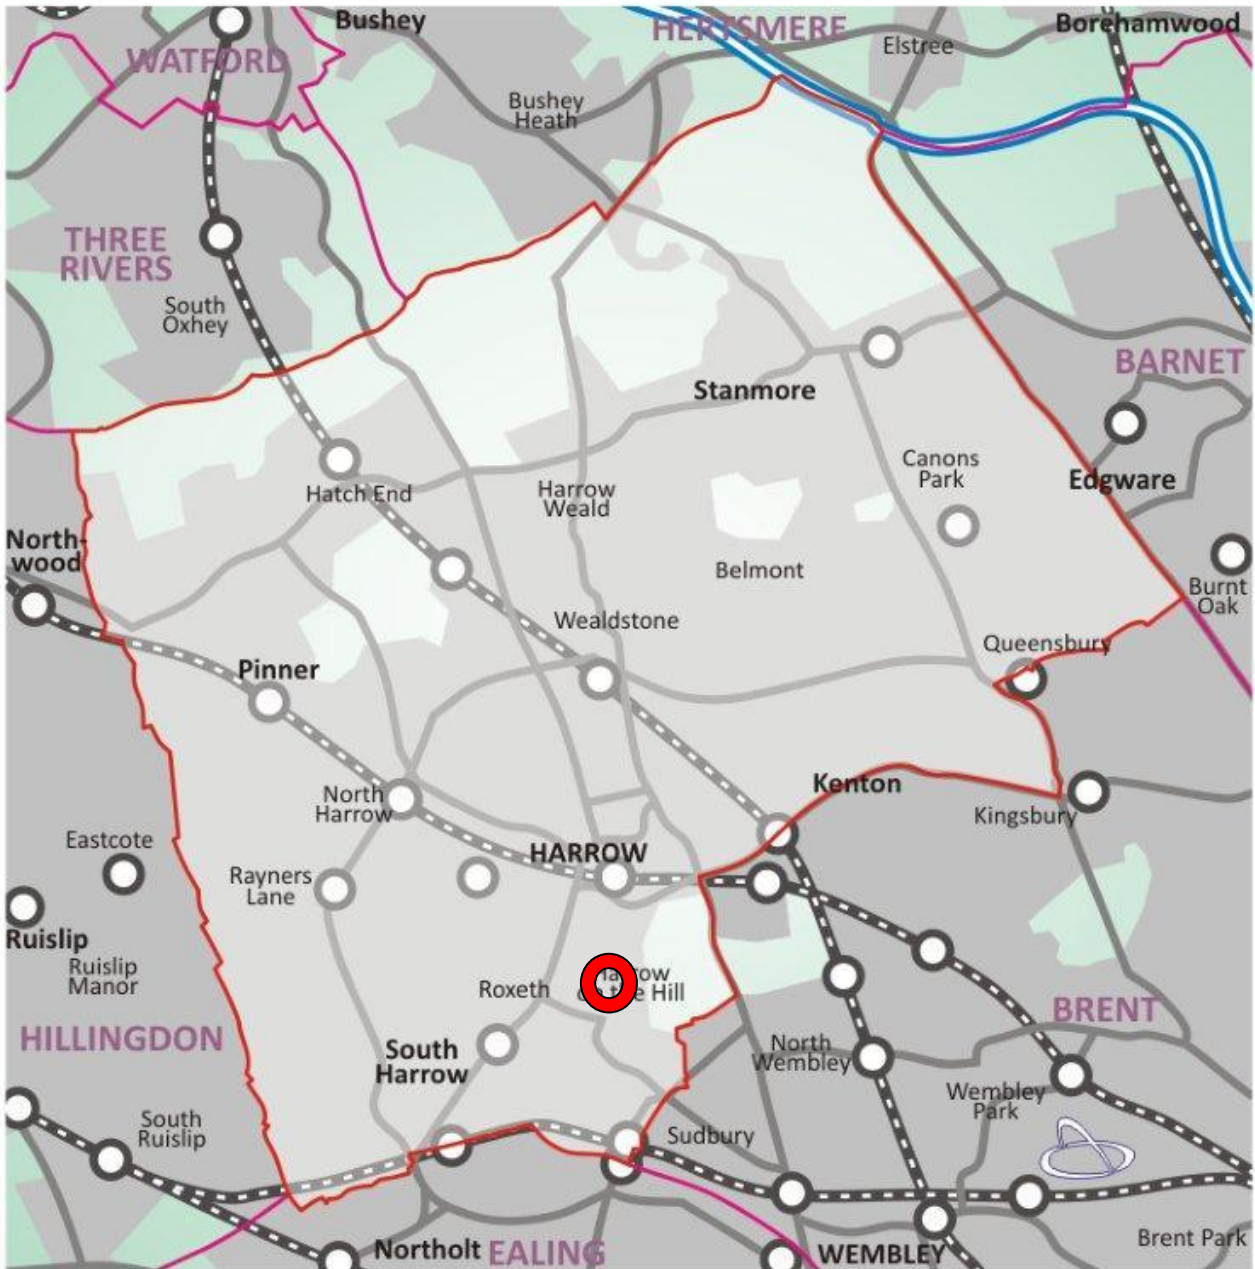 Bushey
HERTSMERE
Borehamwood
WATFORD
Elstree
Bushey
Heath
THREE
RIVERS
South
Oxhey
BARNET
Stanmore
Canons
Park
Edgware
Hatch End
Harrow
Weald
North-
wood
Belmont
Burnt
Oak
Wealdstone
Queensbury
Pinner
Kenton
North
Harrow
Kingsbury
Eastcote
HARROW
Rayners
Lane
Ruislip
Ruislip
Manor
Roxeth
Hill
BRENT
HILLINGDON
South
Harrow
North
Wembley
Wembley
Park
South
Ruislip
Sudbury
Northolt
EALING
WEMBLEY
Brent Park